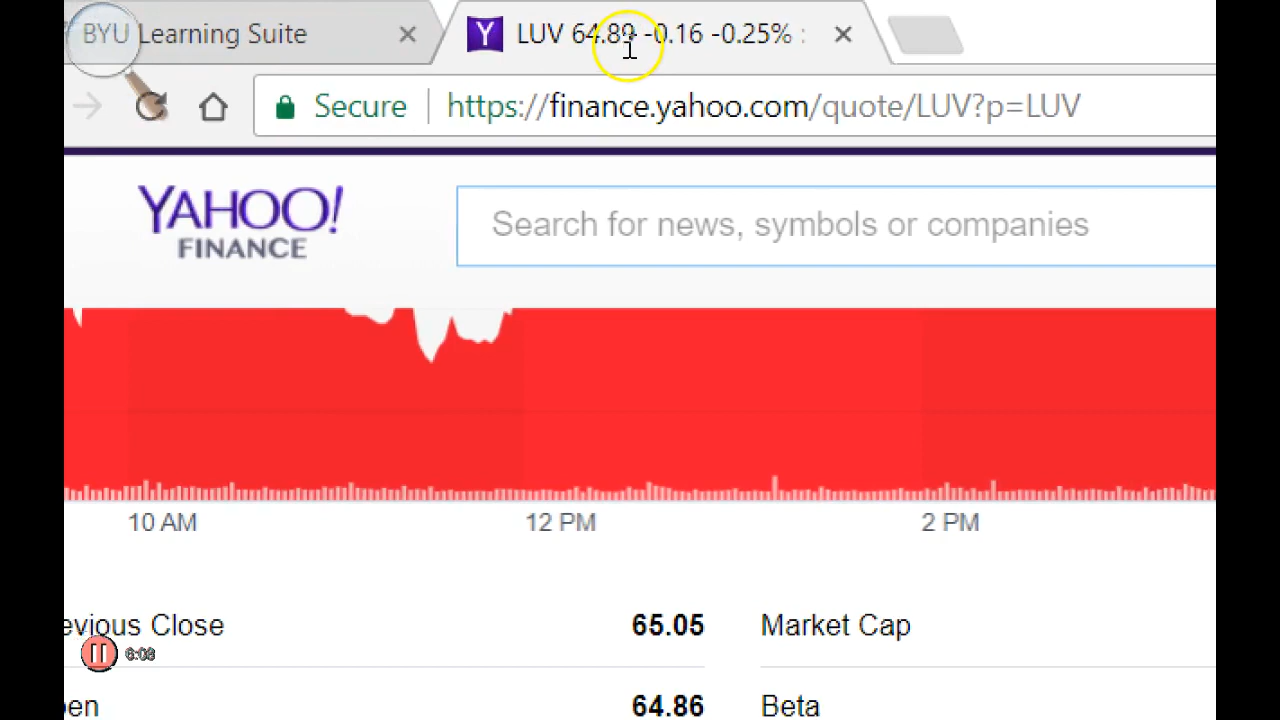 BYU Learning Suite
LUV 64.89 -0.16 -0.25% :
Secure
https://finance.yahoo.com/quote/LUV?p=LUV
YAHOO!
FINANCE
Search for news, symbols or companies
10 AM 12 PM 2 PM
evious Close 65.05 Market Cap
6:08
pen 64.86 Beta